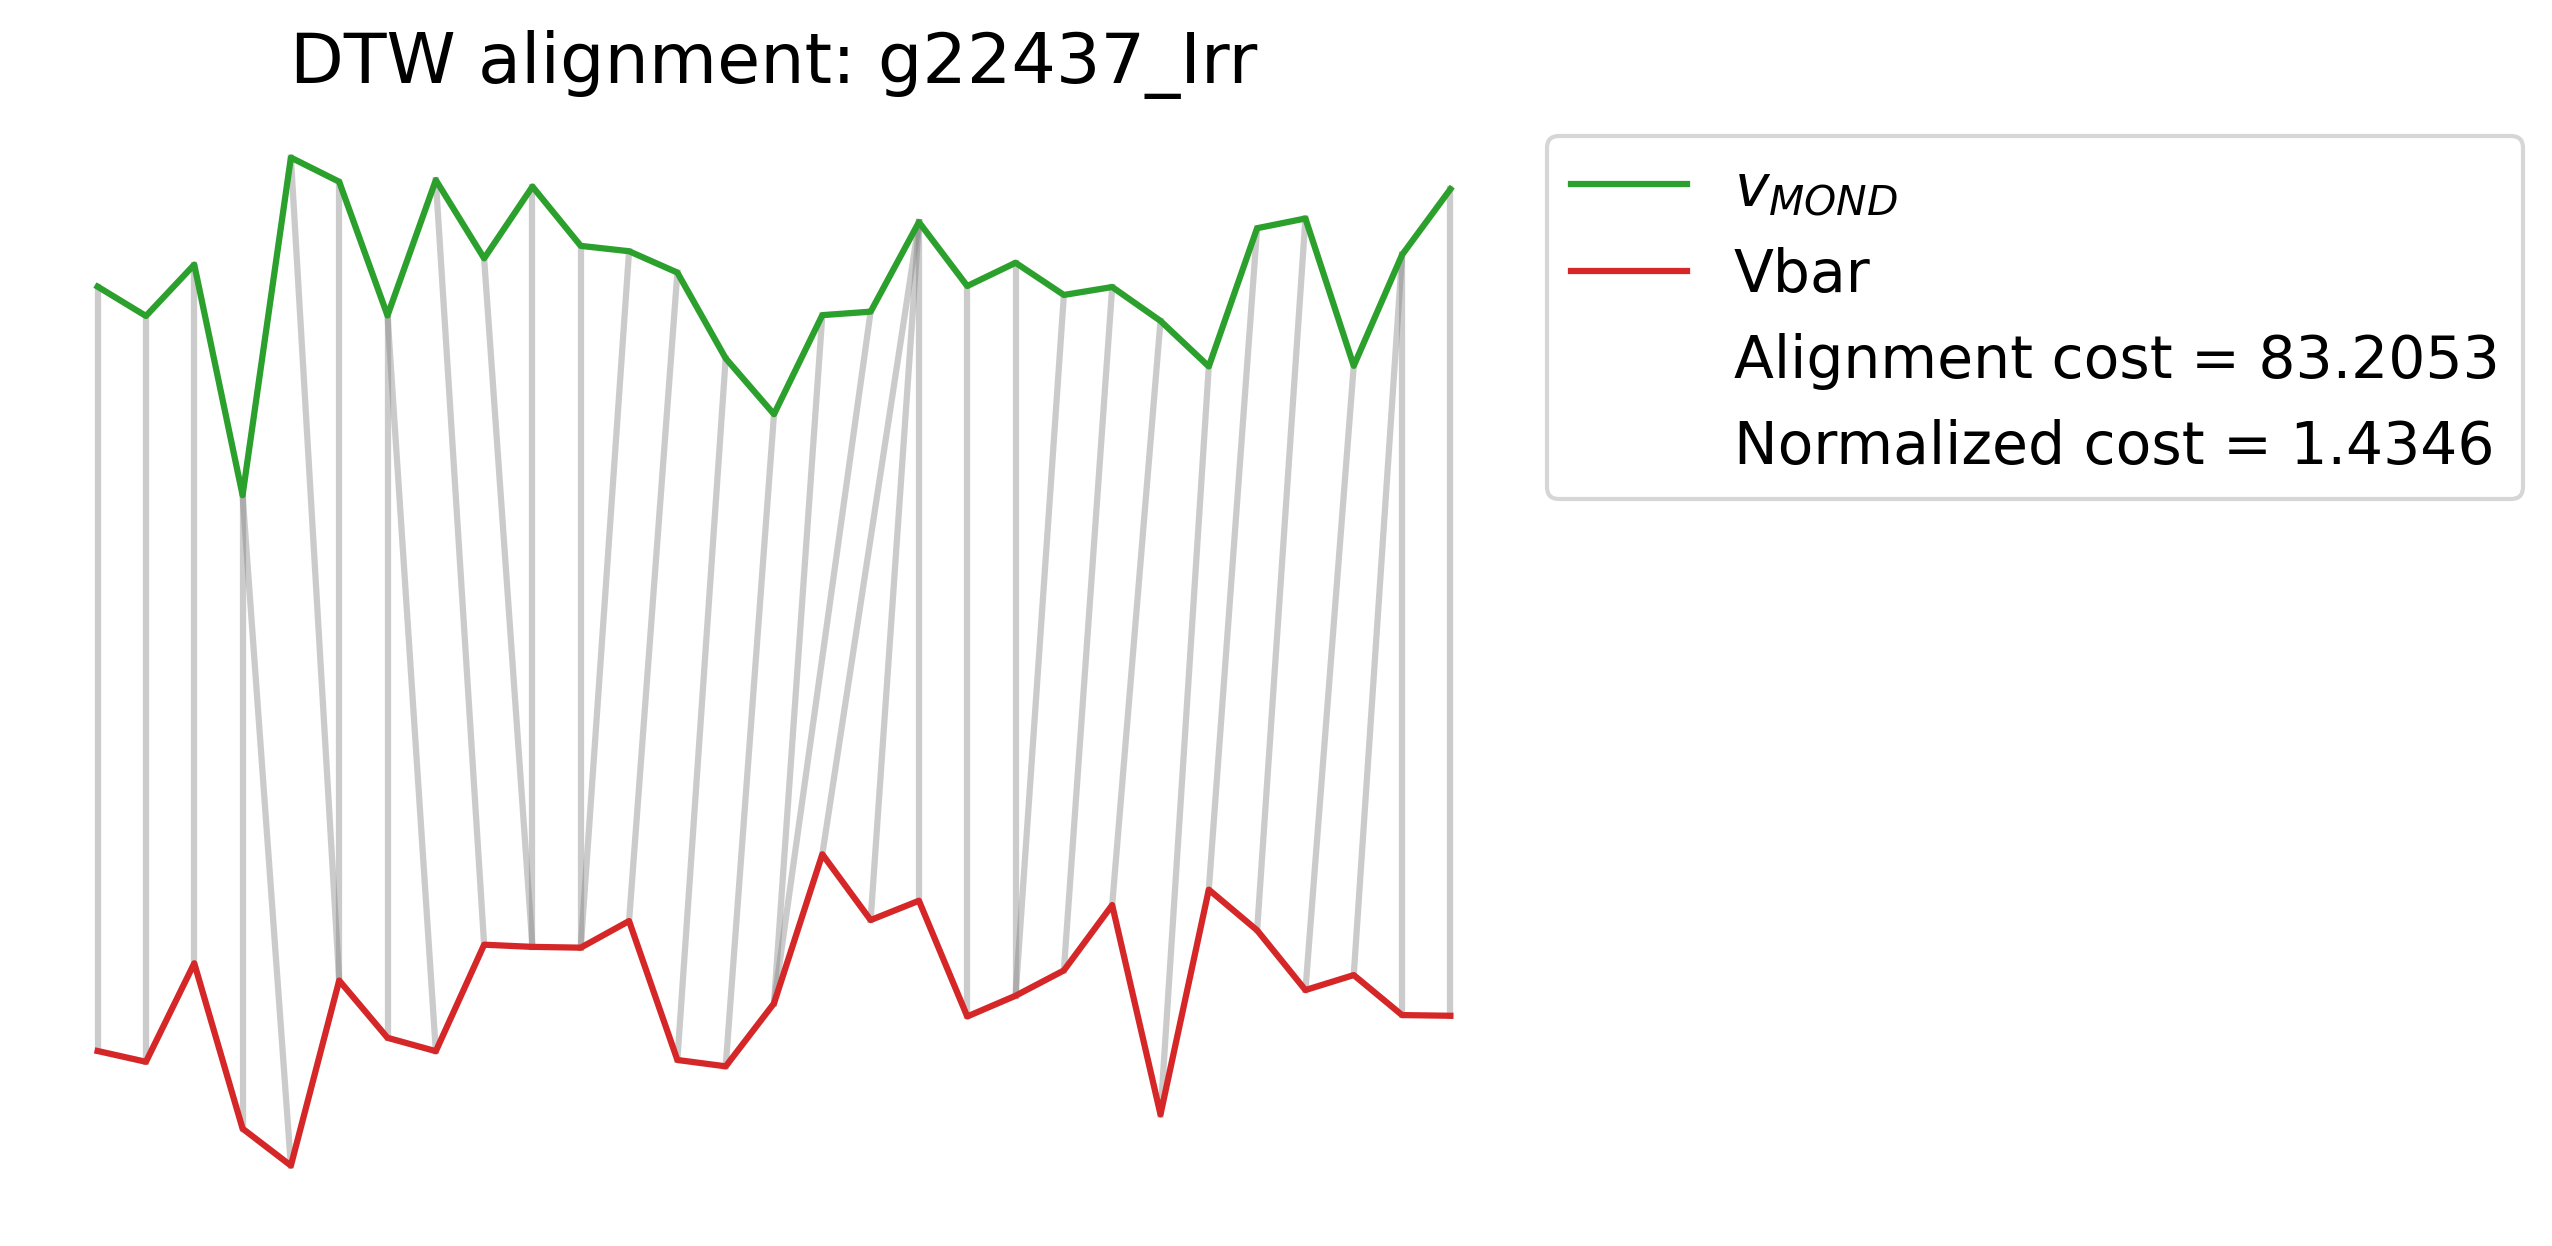 DTW alignment: g22437_Irr
v_MOND
Vbar
Alignment cost = 83.2053
Normalized cost = 1.4346